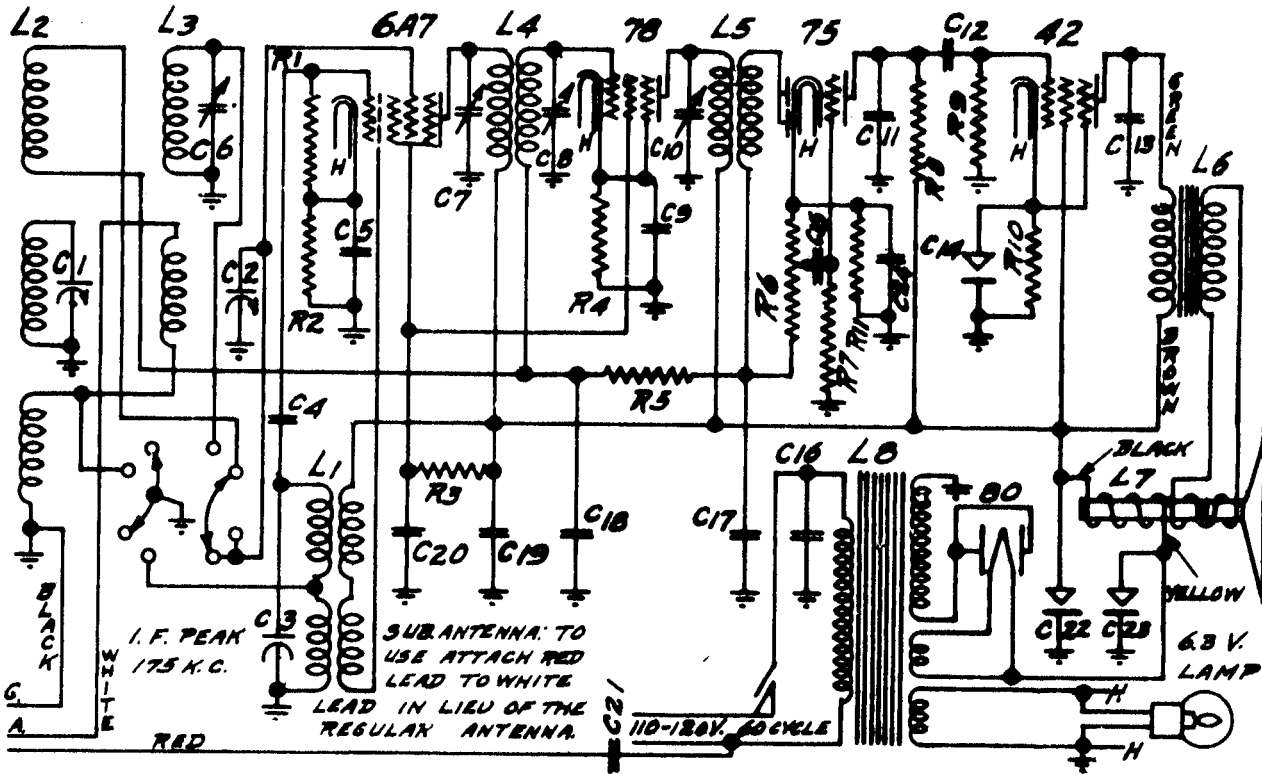 L2
L3
6A7
L4
78
L5
75
C12
42
R1
H
C6
C7
C8
H
C10
H
C11
R8
R9
H
C13
GREEN
L6
C1
C2
C5
R2
C9
R4
R6
R7
R11
C24
C14
R10
BROWN
C4
R5
L1
R3
C16
L8
BLACK
L7
80
C20
C19
C18
C17
YELLOW
C22
C23
BLACK
WHITE
I.F. PEAK
175 K.C.
C3
SUB. ANTENNA: TO
USE ATTACH RED
LEAD TO WHITE
LEAD IN LIEU OF THE
REGULAR ANTENNA.
6.3 V.
LAMP
G.
A.
RED
C21
110-120V. 60 CYCLE
H
H